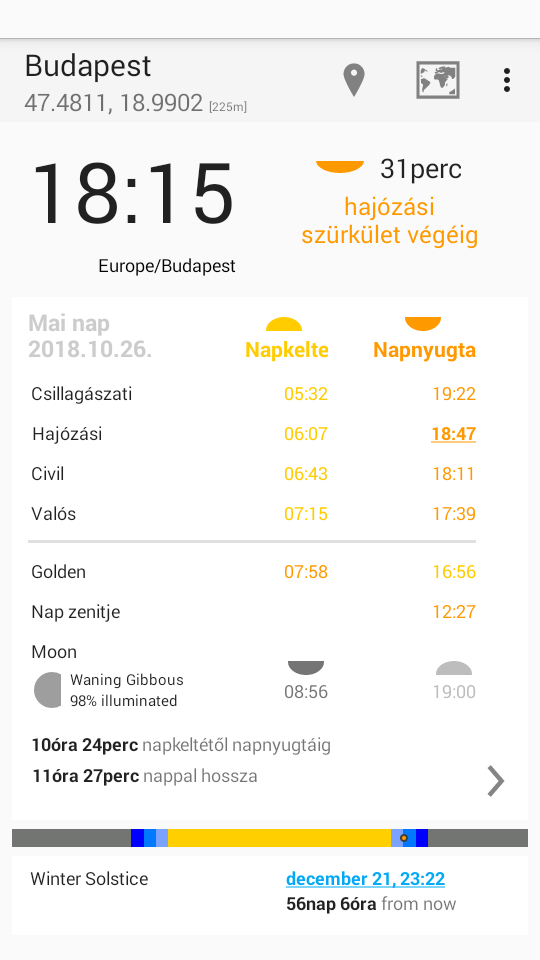 Budapest
47.4811, 18.9902 [225m]
18:15
31perc
hajózási
szürkület végéig
Europe/Budapest
Mai nap
2018.10.26.
Napkelte Napnyugta
Csillagászati 05:32 19:22
Hajózási 06:07 18:47
Civil 06:43 18:11
Valós 07:15 17:39
Golden 07:58 16:56
Nap zenitje 12:27
Moon
Waning Gibbous
98% illuminated
08:56 19:00
10óra 24perc napkeltétől napnyugtáig
11óra 27perc nappal hossza
Winter Solstice december 21, 23:22
56nap 6óra from now